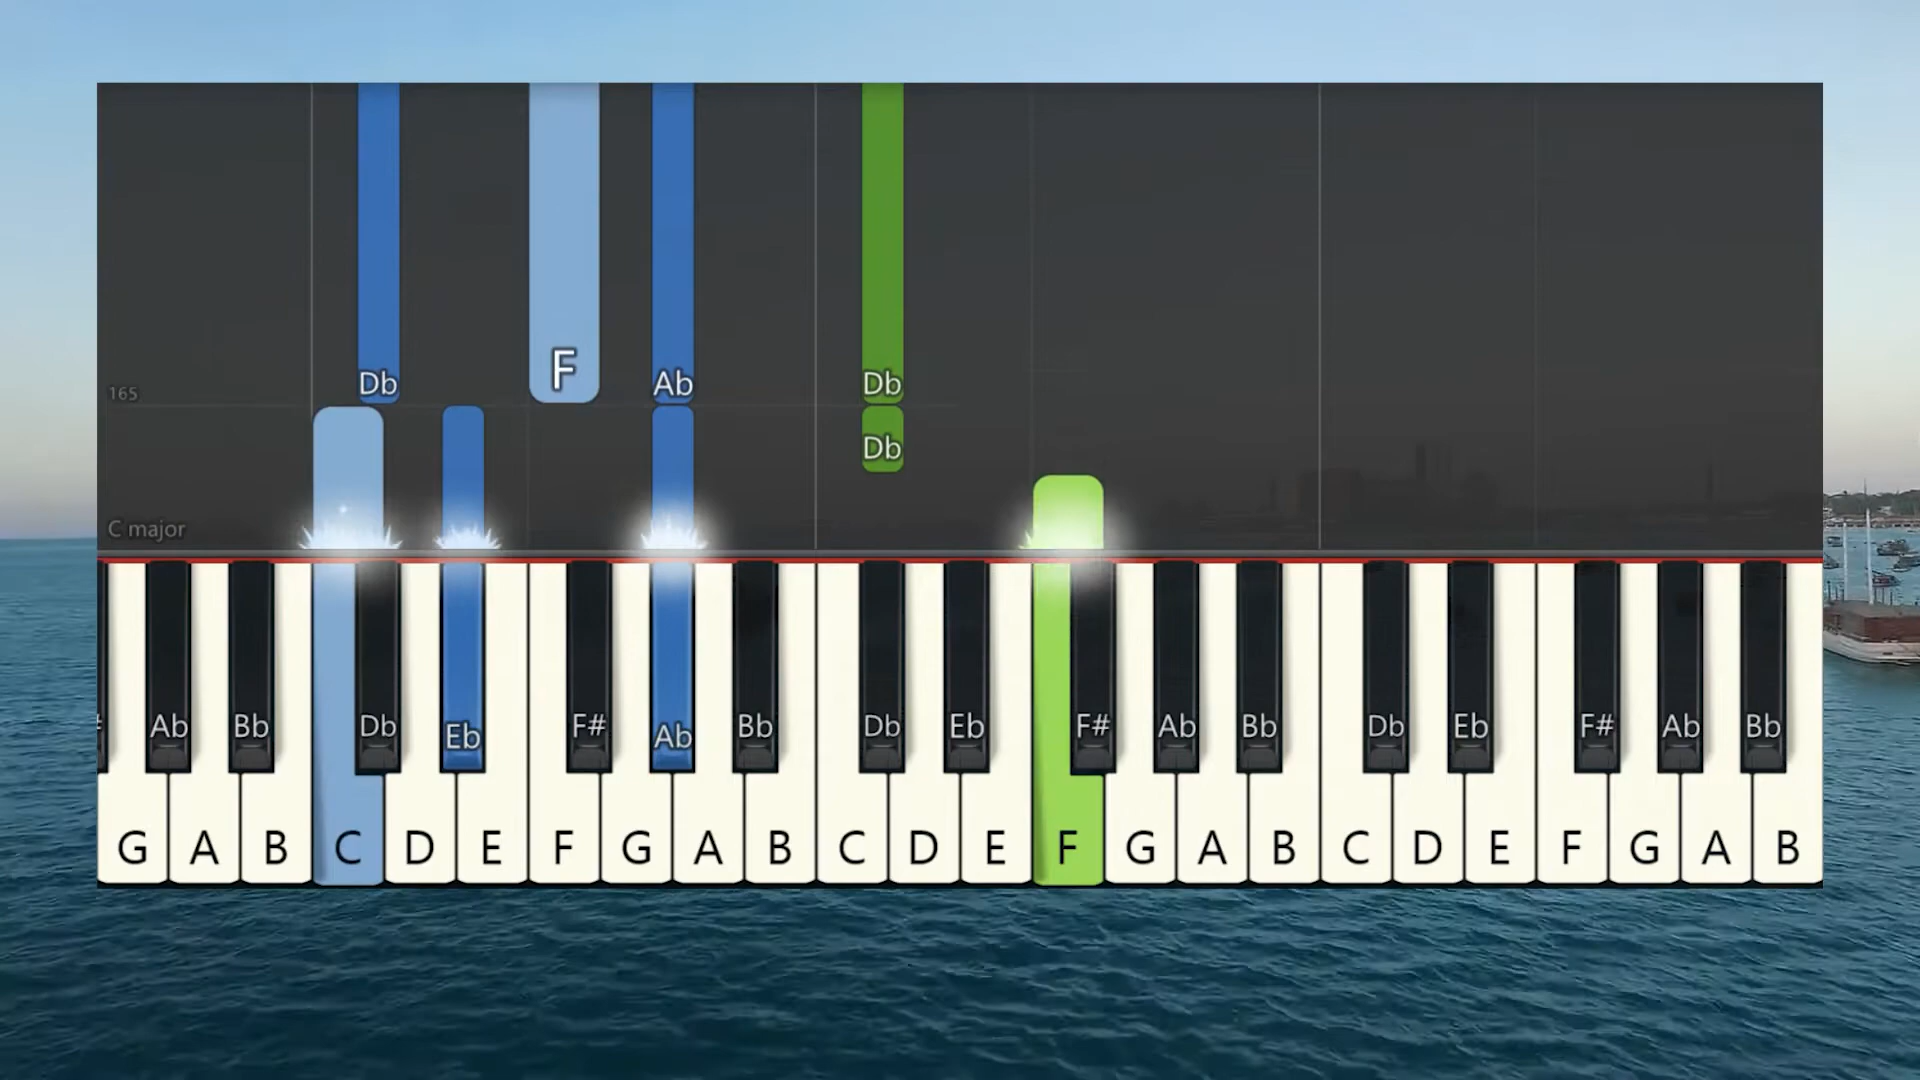 Db F Ab Db
165
Db
C major
# Ab Bb Db Eb F# Ab Bb Db Eb F# Ab Bb Db Eb F# Ab Bb
G A B C D E F G A B C D E F G A B C D E F G A B